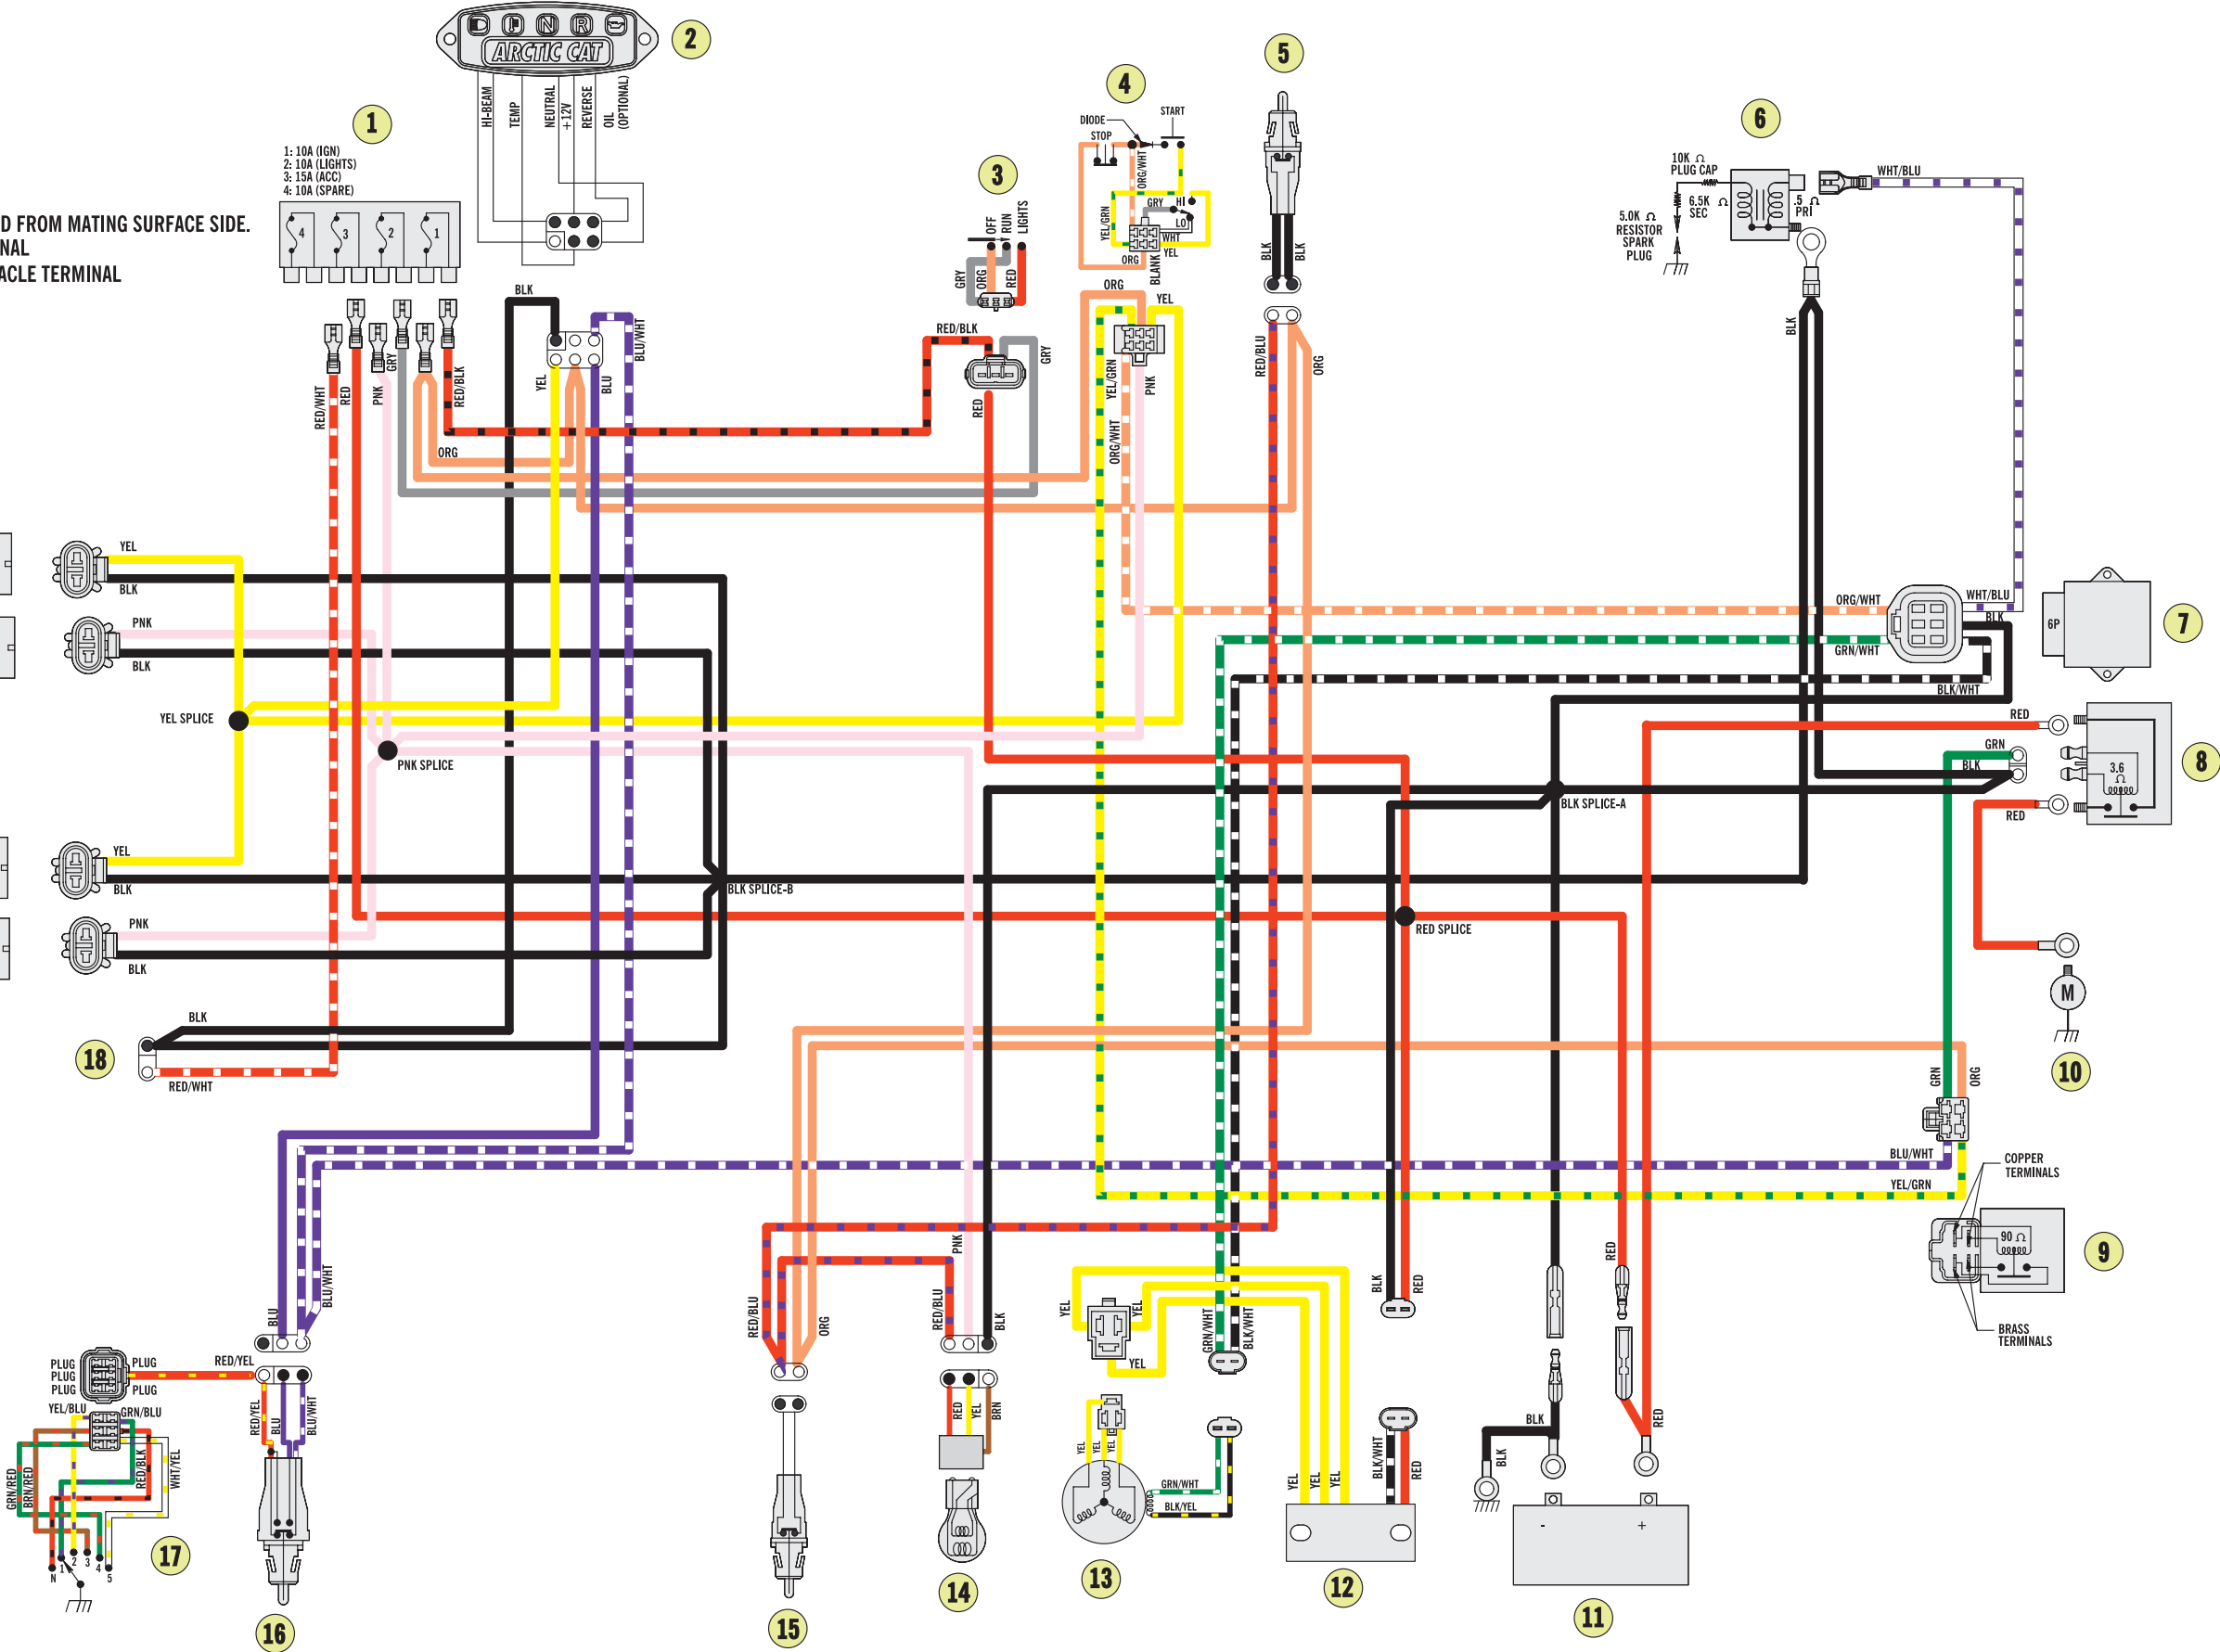 2
ARCTIC CAT
HI-BEAM
TEMP
NEUTRAL
+12V
REVERSE
OIL
(OPTIONAL)
1
1: 10A (IGN)
2: 10A (LIGHTS)
3: 15A (ACC)
4: 10A (SPARE)
4
3
2
1
D FROM MATING SURFACE SIDE.
NAL
ACLE TERMINAL
3
OFF
RUN
LIGHTS
GRY
ORG
RED
4
DIODE
STOP
START
ORG/WHT
YEL/GRN
GRY
HI
LO
WHT
YEL
ORG
BLANK
5
BLK
BLK
6
10K Ω
PLUG CAP
6.5K Ω
SEC
5.0K Ω
RESISTOR
SPARK
PLUG
.5 Ω
PRI
WHT/BLU
BLK
RED/WHT
RED
PNK
GRY
ORG
RED/BLK
BLK
YEL
BLU
BLU/WHT
RED/BLK
GRY
RED
ORG
YEL
YEL/GRN
PNK
ORG/WHT
RED/BLU
ORG
YEL
BLK
PNK
BLK
YEL SPLICE
PNK SPLICE
YEL
BLK
PNK
BLK
BLK SPLICE-B
BLK SPLICE-A
RED SPLICE
ORG/WHT
WHT/BLU
BLK
GRN/WHT
BLK/WHT
6P
7
RED
GRN
BLK
RED
3.6
Ω
8
M
10
18
BLK
RED/WHT
GRN
ORG
BLU/WHT
YEL/GRN
COPPER
TERMINALS
90 Ω
BRASS
TERMINALS
9
BLU
BLU/WHT
PLUG
PLUG
PLUG
PLUG
PLUG
RED/YEL
YEL/BLU
GRN/BLU
GRN/RED
BRN/RED
RED/BLK
WHT/YEL
N
1
2
3
4
5
17
RED/YEL
BLU
BLU/WHT
16
RED/BLU
ORG
15
RED/BLU
PNK
BLK
RED
YEL
BRN
14
YEL
YEL
YEL
YEL
YEL
YEL
GRN/WHT
BLK/WHT
GRN/WHT
BLK/YEL
13
BLK
RED
YEL
YEL
YEL
BLK/WHT
RED
12
RED
RED
BLK
BLK
-
+
11